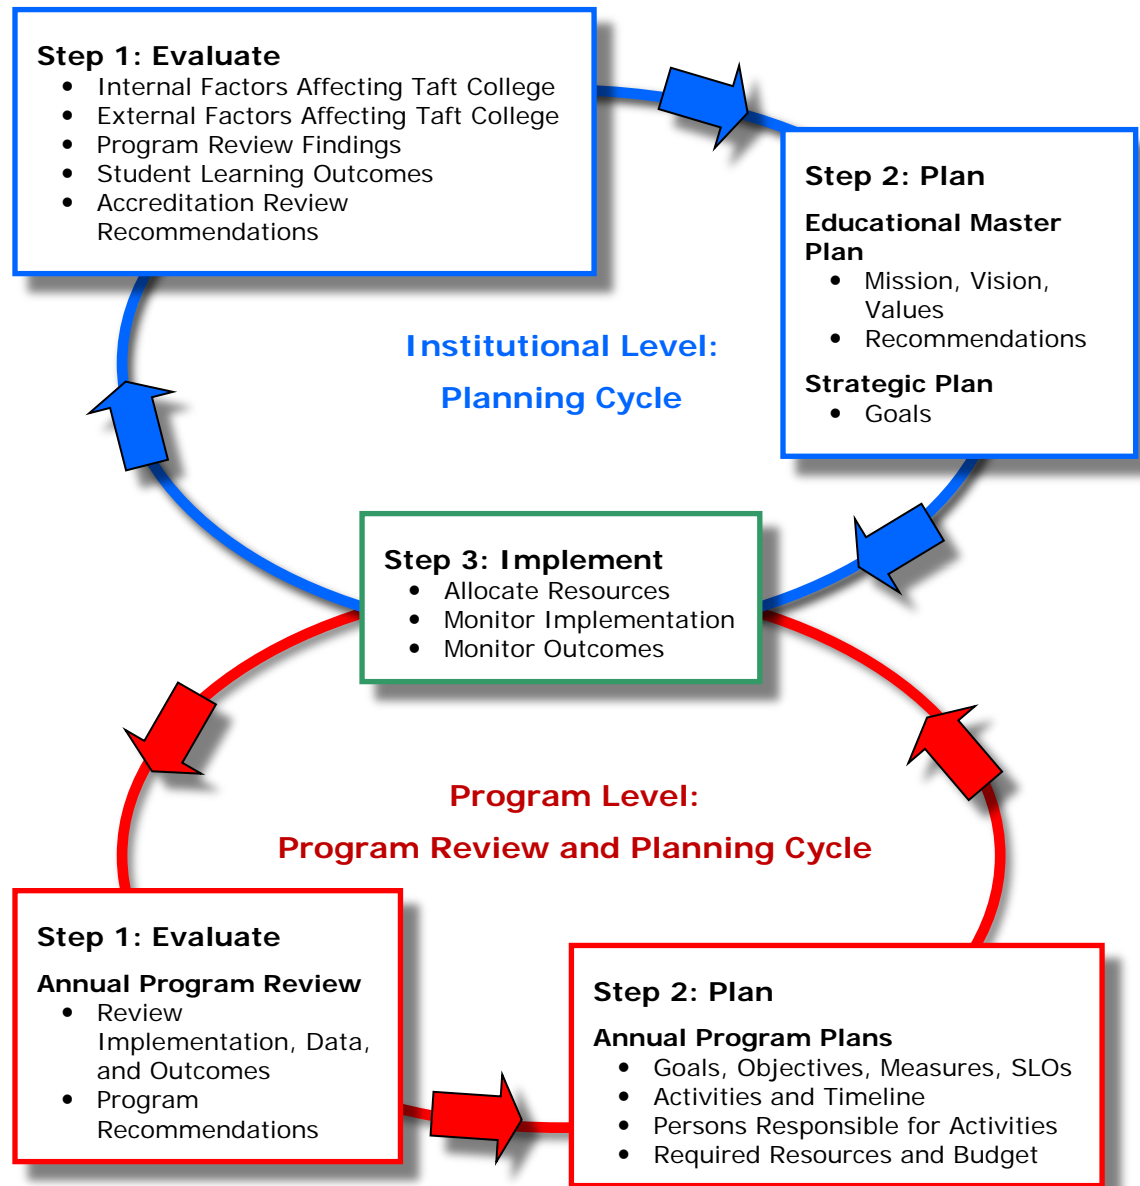 Step 1: Evaluate
• Internal Factors Affecting Taft College
• External Factors Affecting Taft College
• Program Review Findings
• Student Learning Outcomes
• Accreditation Review
Recommendations
Step 2: Plan
Educational Master
Plan
• Mission, Vision,
Values
• Recommendations
Strategic Plan
• Goals
Institutional Level:
Planning Cycle
Step 3: Implement
• Allocate Resources
• Monitor Implementation
• Monitor Outcomes
Program Level:
Program Review and Planning Cycle
Step 1: Evaluate
Annual Program Review
• Review
Implementation, Data,
and Outcomes
• Program
Recommendations
Step 2: Plan
Annual Program Plans
• Goals, Objectives, Measures, SLOs
• Activities and Timeline
• Persons Responsible for Activities
• Required Resources and Budget